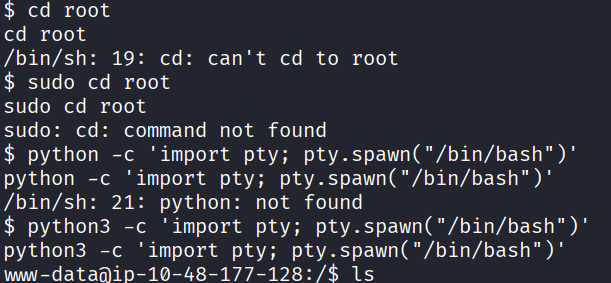 $ cd root
cd root
/bin/sh: 19: cd: can't cd to root
$ sudo cd root
sudo cd root
sudo: cd: command not found
$ python -c 'import pty; pty.spawn("/bin/bash")'
python -c 'import pty; pty.spawn("/bin/bash")'
/bin/sh: 21: python: not found
$ python3 -c 'import pty; pty.spawn("/bin/bash")'
python3 -c 'import pty; pty.spawn("/bin/bash")'
www-data@ip-10-48-177-128:/$ ls